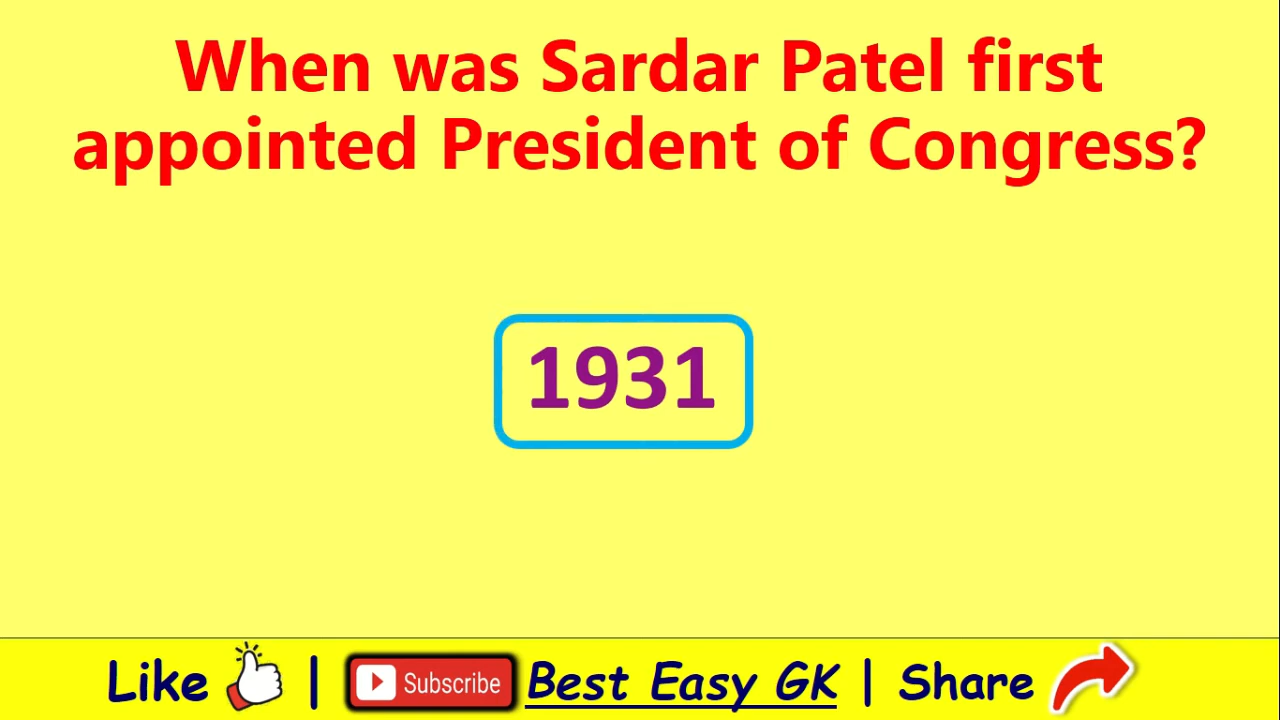 When was Sardar Patel first
appointed President of Congress?
1931
Like | Subscribe Best Easy GK | Share